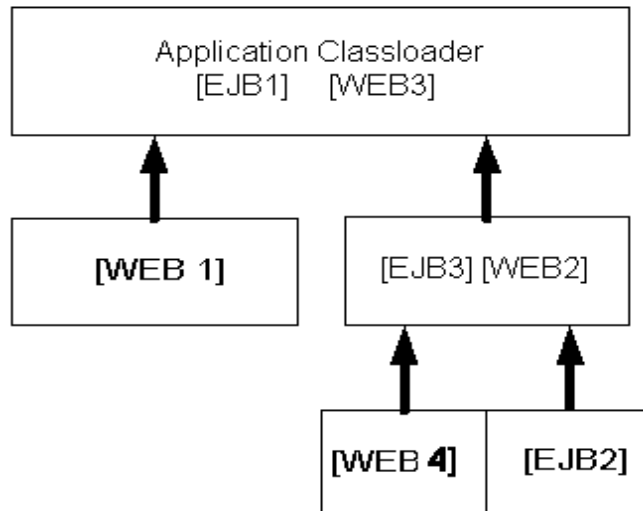 Application Classloader
[EJB1] [WEB3]
[WEB 1]
[EJB3] [WEB2]
[WEB 4]
[EJB2]